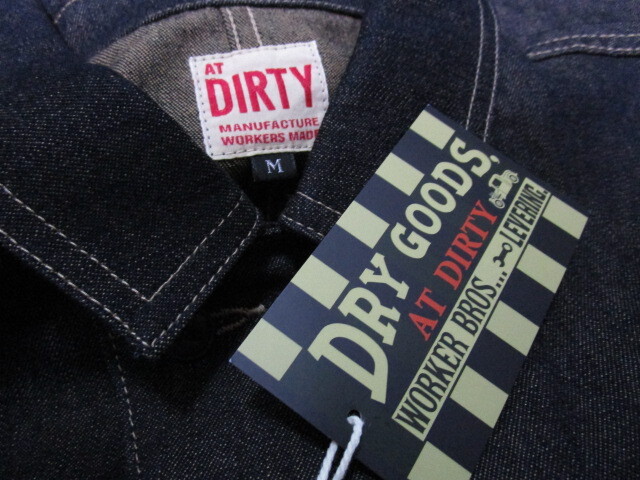 AT
DIRTY
MANUFACTURE
WORKERS MADE
M
DRY GOODS.
AT DIRTY
WORKER BROS... LEVERING.